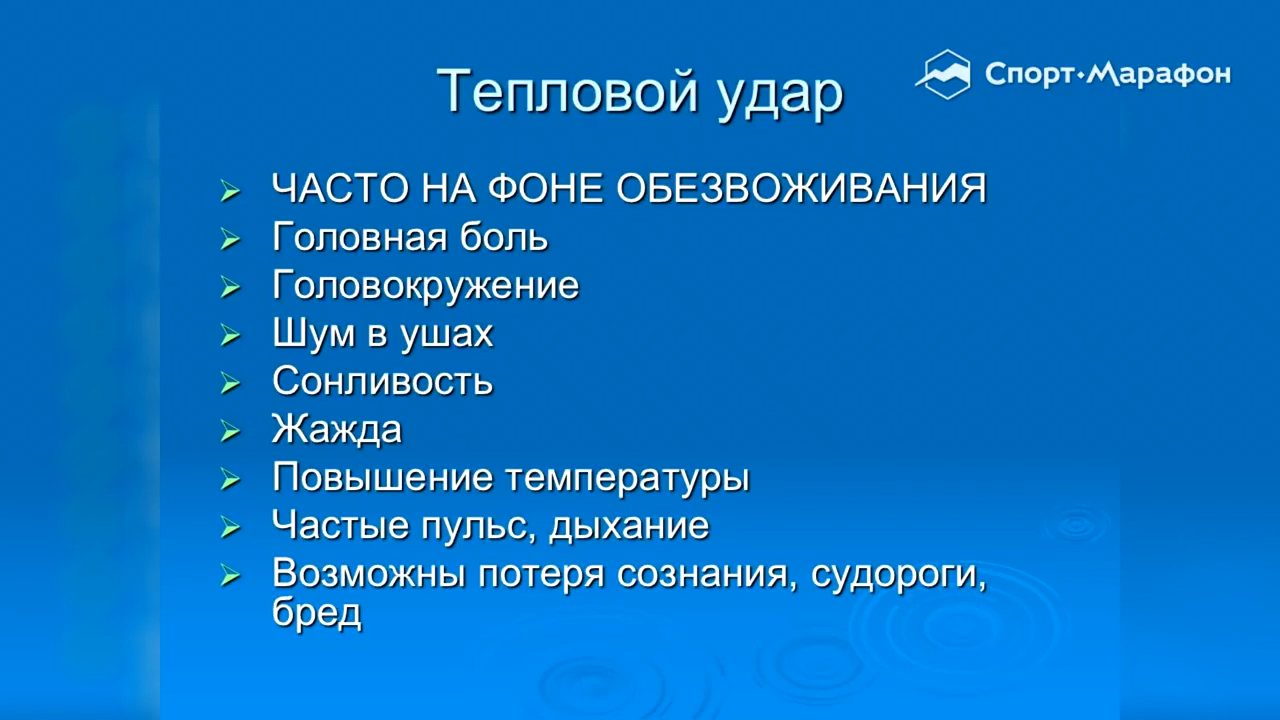 Тепловой удар
Спорт-Марафон
ЧАСТО НА ФОНЕ ОБЕЗВОЖИВАНИЯ
Головная боль
Головокружение
Шум в ушах
Сонливость
Жажда
Повышение температуры
Частые пульс, дыхание
Возможны потеря сознания, судороги,
бред